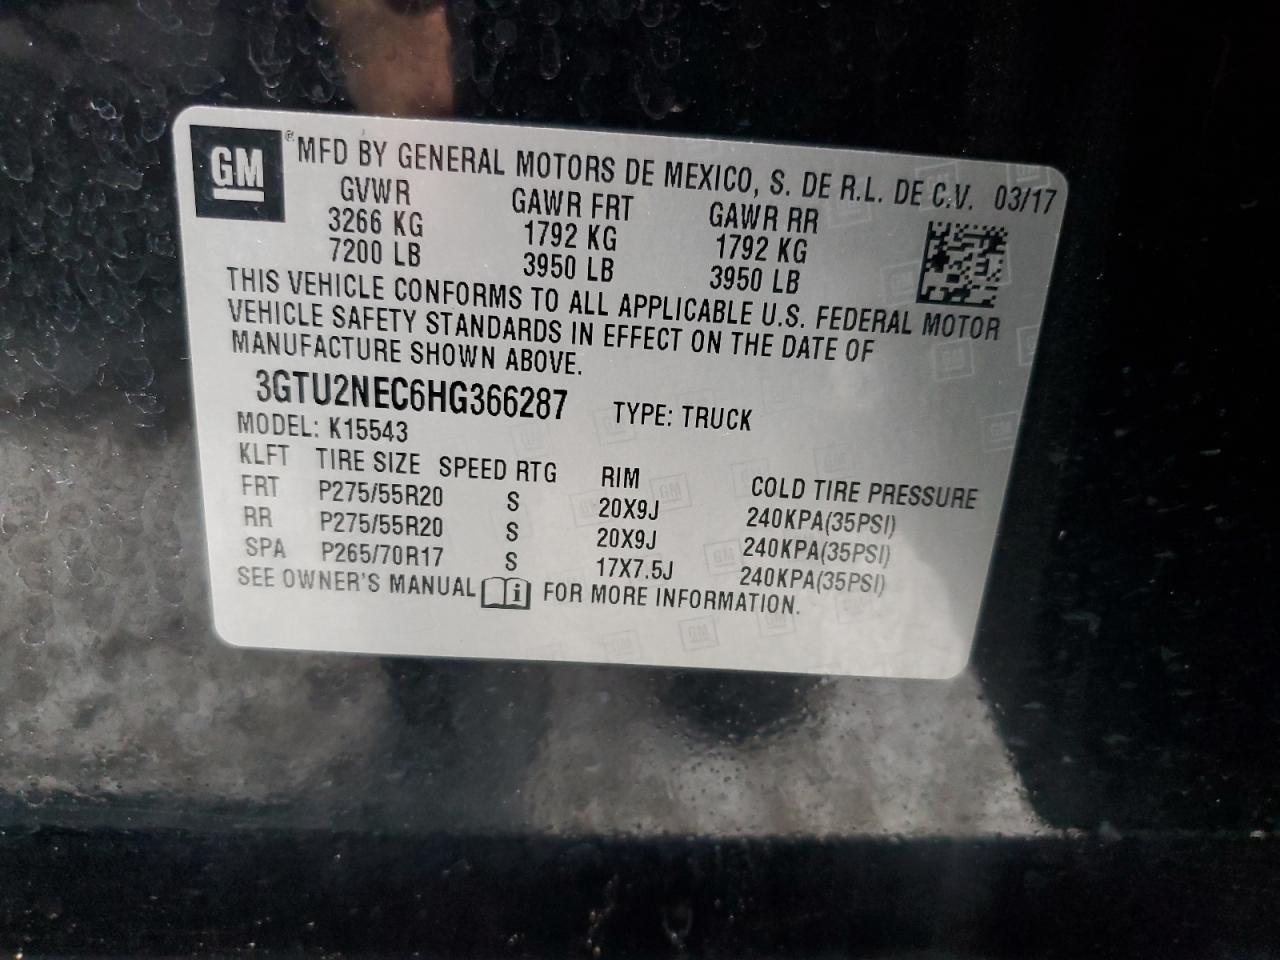 GM
® MFD BY GENERAL MOTORS DE MEXICO, S. DE R.L. DE C.V. 03/17
GVWR GAWR FRT GAWR RR
3266 KG 1792 KG 1792 KG
7200 LB 3950 LB 3950 LB
THIS VEHICLE CONFORMS TO ALL APPLICABLE U.S. FEDERAL MOTOR
VEHICLE SAFETY STANDARDS IN EFFECT ON THE DATE OF
MANUFACTURE SHOWN ABOVE.
3GTU2NEC6HG366287 TYPE: TRUCK
MODEL: K15543
KLFT TIRE SIZE SPEED RTG RIM COLD TIRE PRESSURE
FRT P275/55R20 S 20X9J 240KPA(35PSI)
RR P275/55R20 S 20X9J 240KPA(35PSI)
SPA P265/70R17 S 17X7.5J 240KPA(35PSI)
SEE OWNER'S MANUAL i FOR MORE INFORMATION.